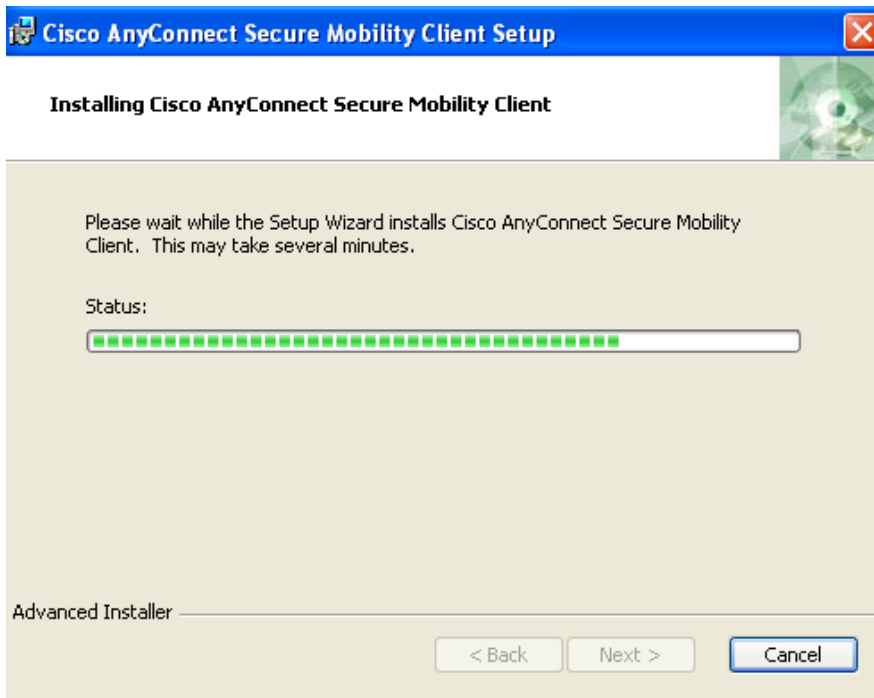 Cisco AnyConnect Secure Mobility Client Setup
Installing Cisco AnyConnect Secure Mobility Client
Please wait while the Setup Wizard installs Cisco AnyConnect Secure Mobility
Client.  This may take several minutes.
Status:
Advanced Installer
< Back
Next >
Cancel